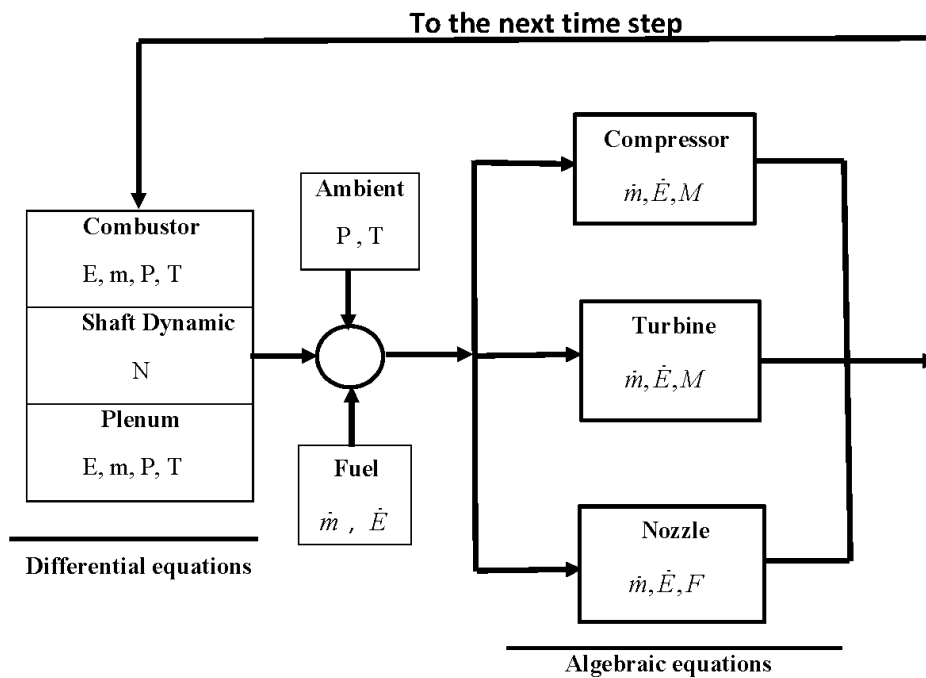 To the next time step
Combustor
E, m, P, T
Shaft Dynamic
N
Plenum
E, m, P, T
Differential equations
Ambient
P , T
Fuel
ṁ , Ė
Compressor
ṁ, Ė, M
Turbine
ṁ, Ė, M
Nozzle
ṁ, Ė, F
Algebraic equations